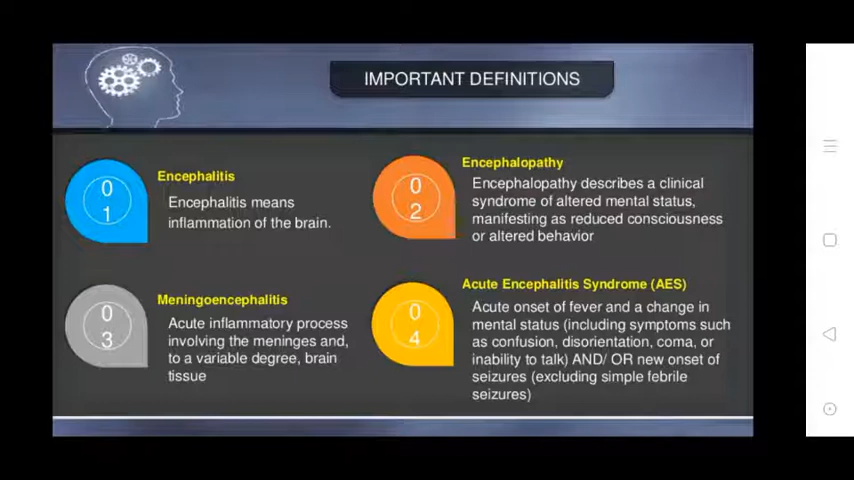 IMPORTANT DEFINITIONS
0
1
Encephalitis
Encephalitis means
inflammation of the brain.
0
2
Encephalopathy
Encephalopathy describes a clinical
syndrome of altered mental status,
manifesting as reduced consciousness
or altered behavior
0
3
Meningoencephalitis
Acute inflammatory process
involving the meninges and,
to a variable degree, brain
tissue
0
4
Acute Encephalitis Syndrome (AES)
Acute onset of fever and a change in
mental status (including symptoms such
as confusion, disorientation, coma, or
inability to talk) AND/ OR new onset of
seizures (excluding simple febrile
seizures)